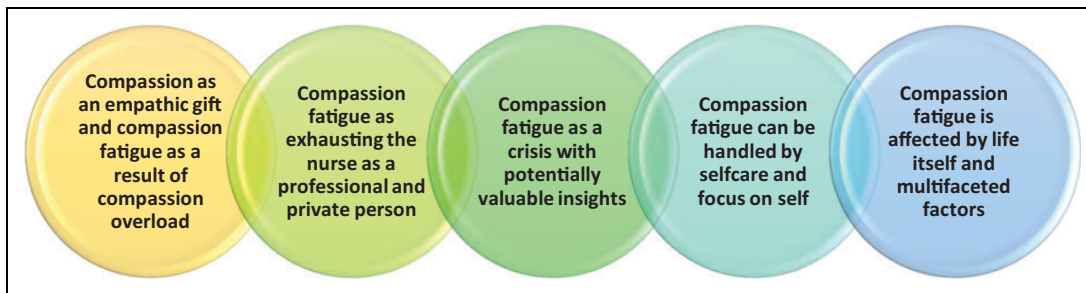 Compassion as
an empathic gift
and compassion
fatigue as a
result of
compassion
overload
Compassion
fatigue as
exhausting the
nurse as a
professional and
private person
Compassion
fatigue as a
crisis with
potentially
valuable insights
Compassion
fatigue can be
handled by
selfcare and
focus on self
Compassion
fatigue is
affected by life
itself and
multifaceted
factors